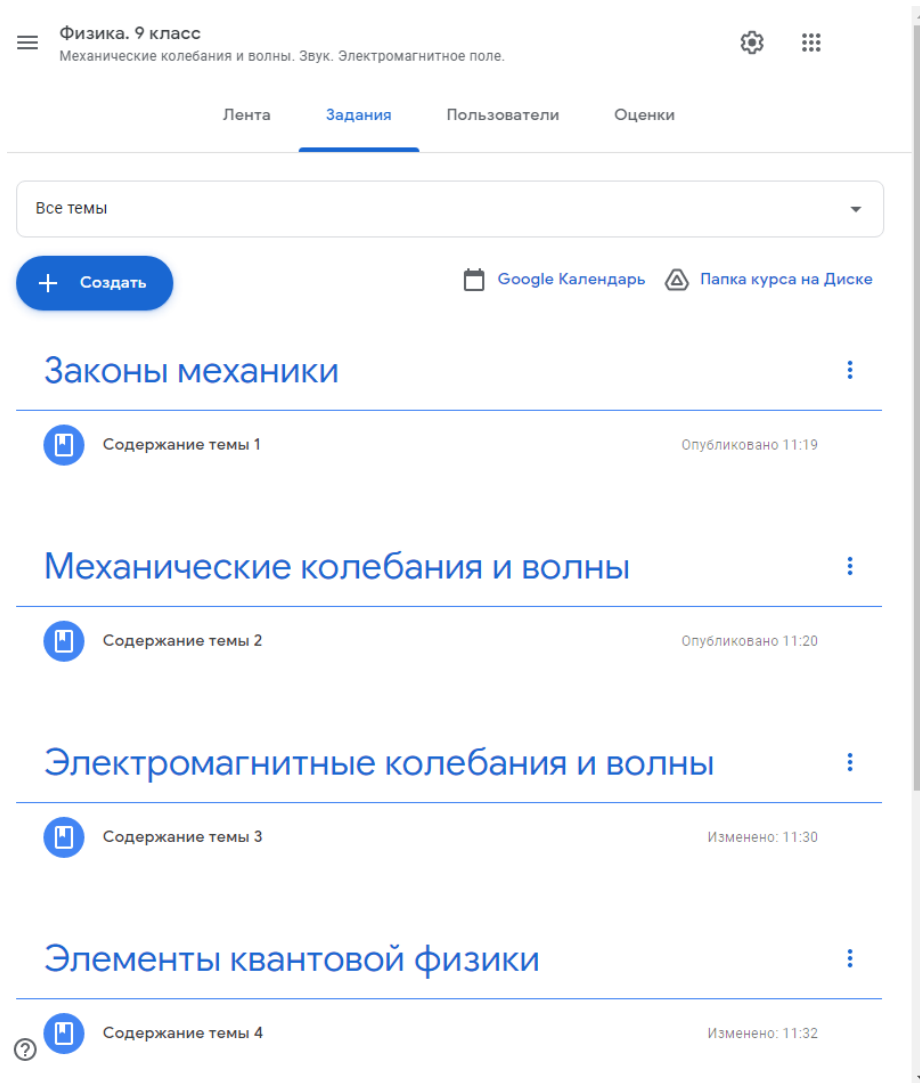 Физика. 9 класс
Механические колебания и волны. Звук. Электромагнитное поле.
Лента Задания Пользователи Оценки
Все темы
Создать Google Календарь Папка курса на Диске
Законы механики
Содержание темы 1 Опубликовано 11:19
Механические колебания и волны
Содержание темы 2 Опубликовано 11:20
Электромагнитные колебания и волны
Содержание темы 3 Изменено: 11:30
Элементы квантовой физики
Содержание темы 4 Изменено: 11:32